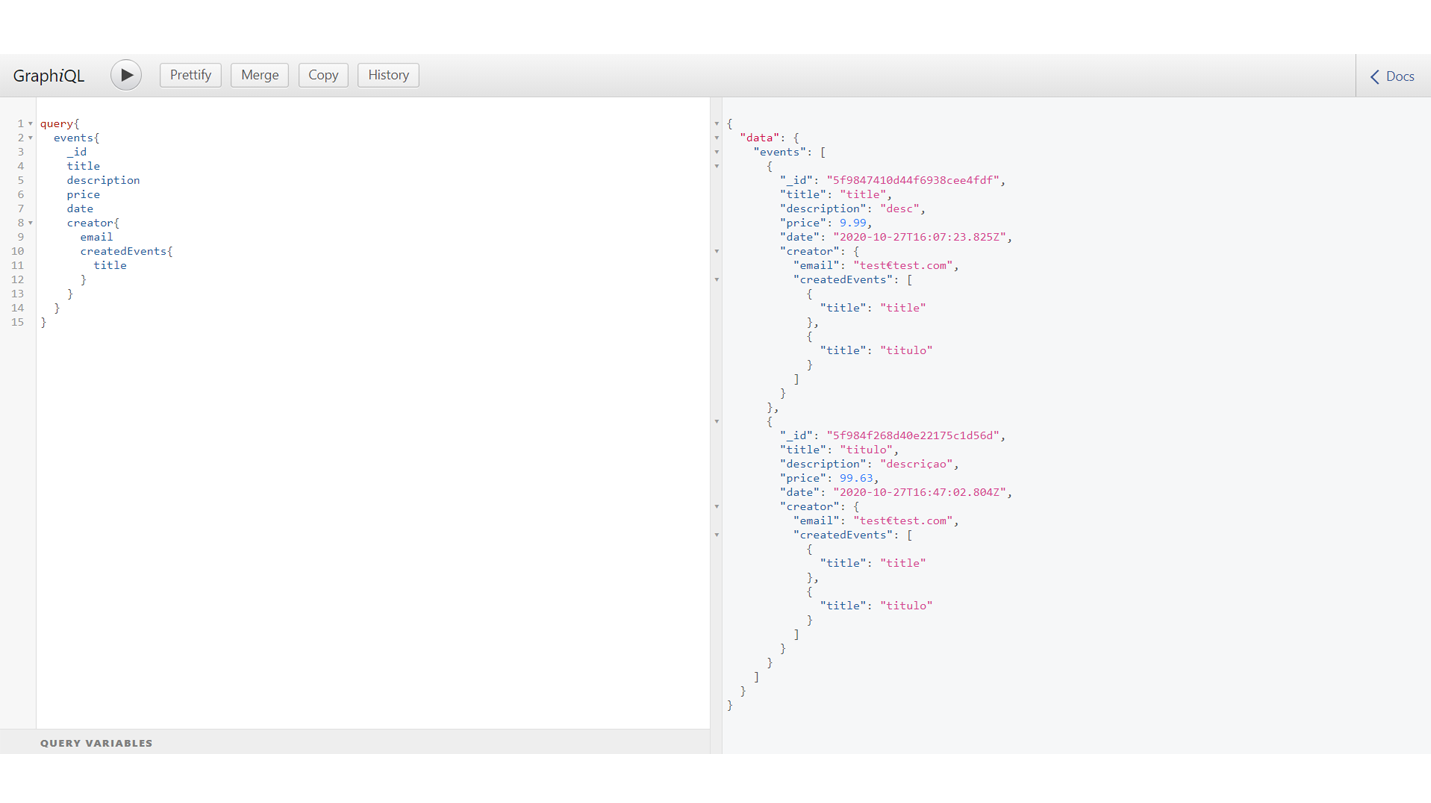 GraphiQL Prettify Merge Copy History Docs
1 query{
2 events{
3 _id
4 title
5 description
6 price
7 date
8 creator{
9 email
10 createdEvents{
11 title
12 }
13 }
14 }
15 }
QUERY VARIABLES
{
"data": {
"events": [
{
"_id": "5f9847410d44f6938cee4fdf",
"title": "title",
"description": "desc",
"price": 9.99,
"date": "2020-10-27T16:07:23.825Z",
"creator": {
"email": "test€test.com",
"createdEvents": [
{
"title": "title"
},
{
"title": "titulo"
}
]
}
},
{
"_id": "5f984f268d40e22175c1d56d",
"title": "titulo",
"description": "descriçao",
"price": 99.63,
"date": "2020-10-27T16:47:02.804Z",
"creator": {
"email": "test€test.com",
"createdEvents": [
{
"title": "title"
},
{
"title": "titulo"
}
]
}
}
]
}
}